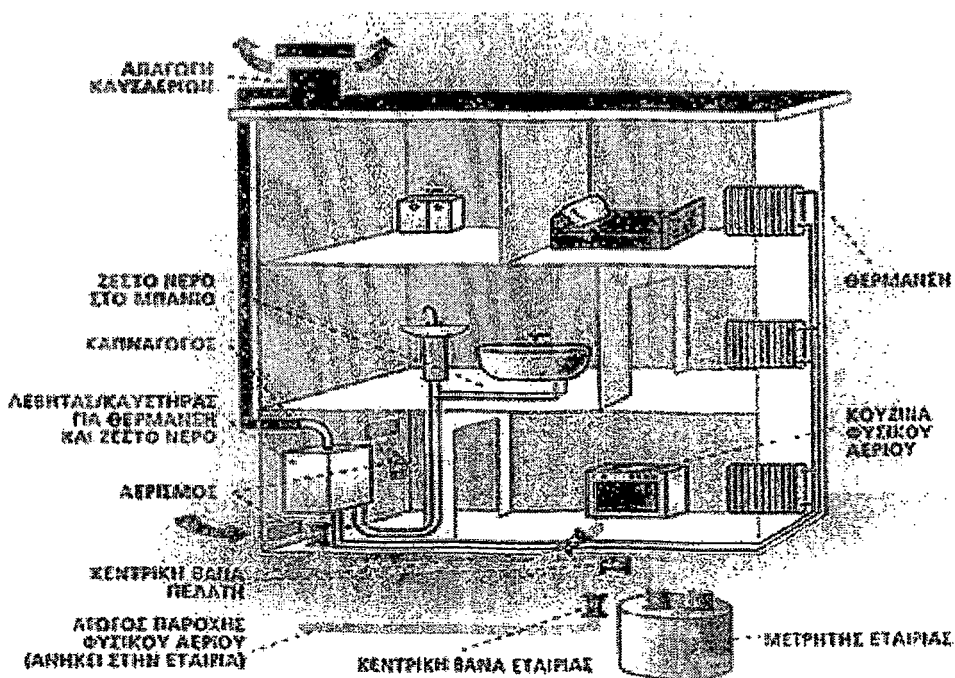 ΑΠΑΓΩΓΗ
ΚΑΥΣΑΕΡΙΩΝ
ΖΕΣΤΟ ΝΕΡΟ
ΣΤΟ ΜΠΑΝΙΟ
ΘΕΡΜΑΝΣΗ
ΚΑΠΝΑΓΩΓΟΣ
ΛΕΒΗΤΑΣ/ΚΑΥΣΤΗΡΑΣ
ΓΙΑ ΘΕΡΜΑΝΣΗ
ΚΑΙ ΖΕΣΤΟ ΝΕΡΟ
ΚΟΥΖΙΝΑ
ΦΥΣΙΚΟΥ
ΑΕΡΙΟΥ
ΑΕΡΙΣΜΟΣ
ΚΕΝΤΡΙΚΗ ΒΑΝΑ
ΠΕΛΑΤΗ
ΑΓΩΓΟΣ ΠΑΡΟΧΗΣ
ΦΥΣΙΚΟΥ ΑΕΡΙΟΥ
(ΑΝΗΚΕΙ ΣΤΗΝ ΕΤΑΙΡΙΑ)
ΚΕΝΤΡΙΚΗ ΒΑΝΑ ΕΤΑΙΡΙΑΣ
ΜΕΤΡΗΤΗΣ ΕΤΑΙΡΙΑΣ